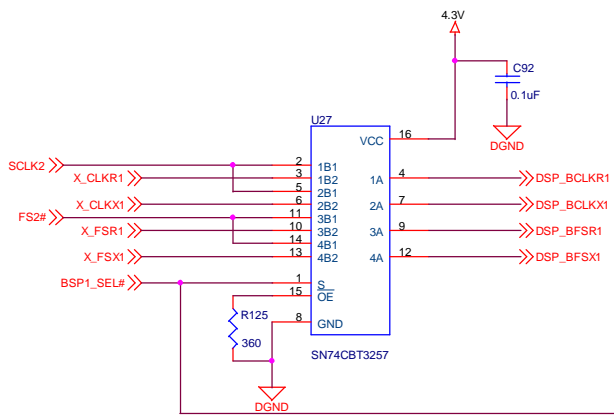 4.3V
C92
0.1uF
DGND
U27
VCC 16
SCLK2 2 1B1
X_CLKR1 3 1B2 1A 4 DSP_BCLKR1
5 2B1
X_CLKX1 6 2B2 2A 7 DSP_BCLKX1
FS2# 11 3B1
X_FSR1 10 3B2 3A 9 DSP_BFSR1
14 4B1
X_FSX1 13 4B2 4A 12 DSP_BFSX1
BSP1_SEL# 1 S
15 OE
R125
360
8 GND
SN74CBT3257
DGND